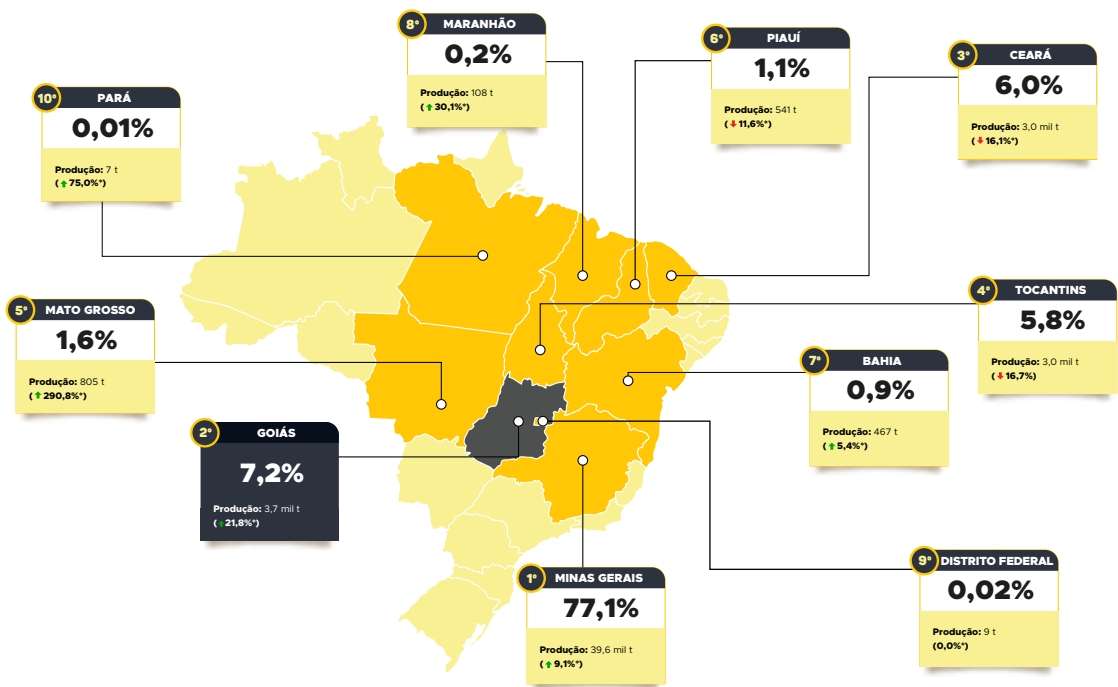 8º MARANHÃO
0,2%
Produção: 108 t
(⬆30,1%*)
6º PIAUÍ
1,1%
Produção: 541 t
(⬇11,6%*)
3º CEARÁ
6,0%
Produção: 3,0 mil t
(⬇16,1%*)
10º PARÁ
0,01%
Produção: 7 t
(⬆75,0%*)
5º MATO GROSSO
1,6%
Produção: 805 t
(⬆290,8%*)
4º TOCANTINS
5,8%
Produção: 3,0 mil t
(⬇16,7%)
7º BAHIA
0,9%
Produção: 467 t
(⬆5,4%*)
2º GOIÁS
7,2%
Produção: 3,7 mil t
(⬆21,8%*)
9º DISTRITO FEDERAL
0,02%
Produção: 9 t
(0,0%*)
1º MINAS GERAIS
77,1%
Produção: 39,6 mil t
(⬆9,1%*)